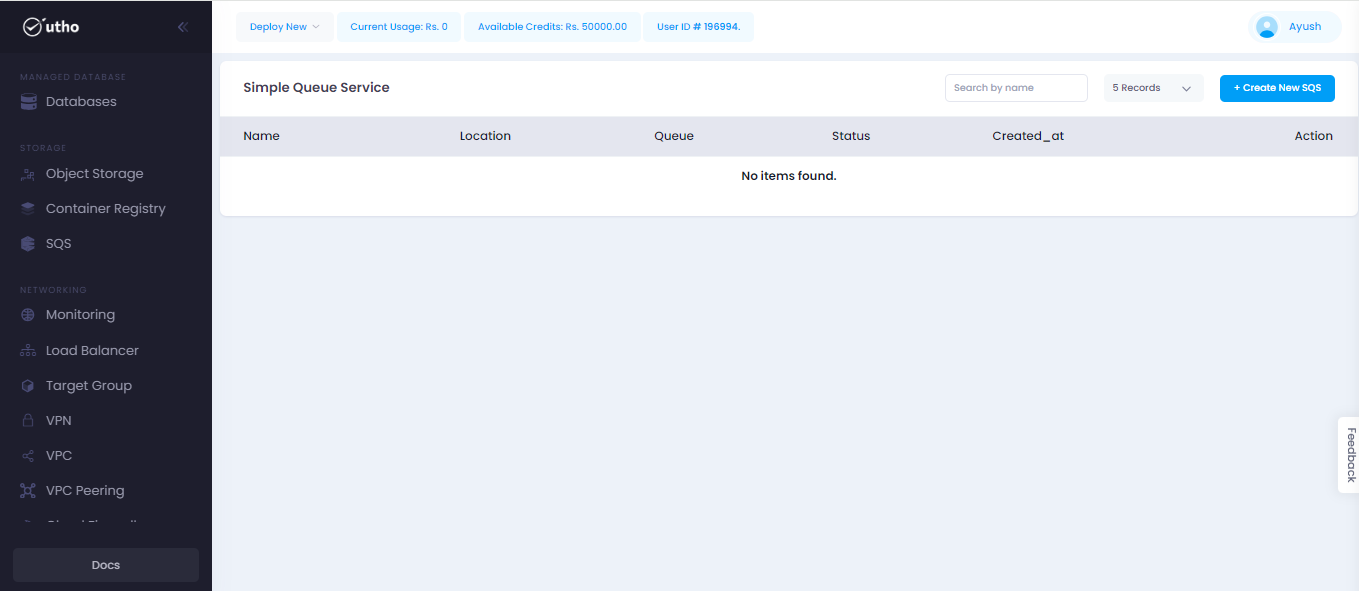 utho
Deploy New
Current Usage: Rs. 0
Available Credits: Rs. 50000.00
User ID # 196994.
Ayush
MANAGED DATABASE
Databases
STORAGE
Object Storage
Container Registry
SQS
NETWORKING
Monitoring
Load Balancer
Target Group
VPN
VPC
VPC Peering
Docs
Simple Queue Service
Search by name
5 Records
+ Create New SQS
Name Location Queue Status Created_at Action
No items found.
Feedback